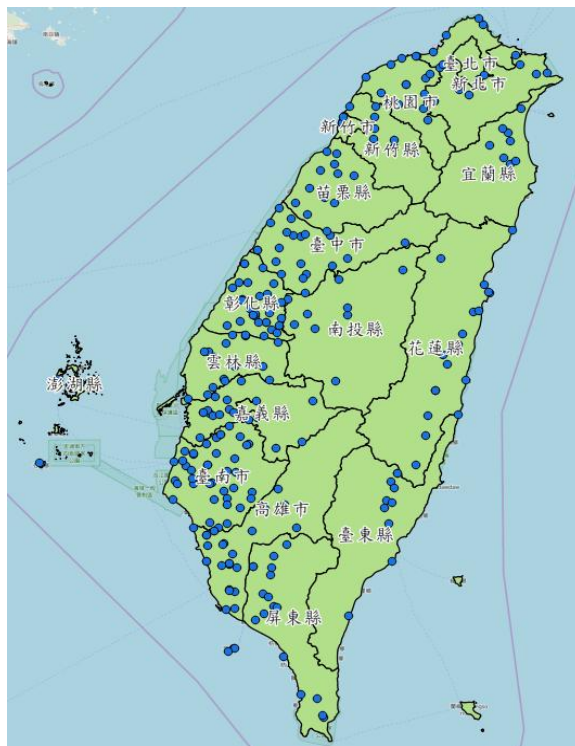 臺北市
新北市
桃園市
新竹市
新竹縣
宜蘭縣
苗栗縣
臺中市
彰化縣
南投縣
花蓮縣
雲林縣
澎湖縣
嘉義縣
臺南市
高雄市
臺東縣
屏東縣